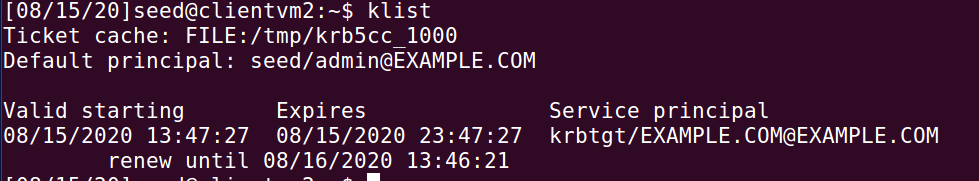 [08/15/20]seed@clientvm2:~$ klist
Ticket cache: FILE:/tmp/krb5cc_1000
Default principal: seed/admin@EXAMPLE.COM
Valid starting Expires Service principal
08/15/2020 13:47:27 08/15/2020 23:47:27 krbtgt/EXAMPLE.COM@EXAMPLE.COM
renew until 08/16/2020 13:46:21
[08/15/20]seed@clientvm2:~$